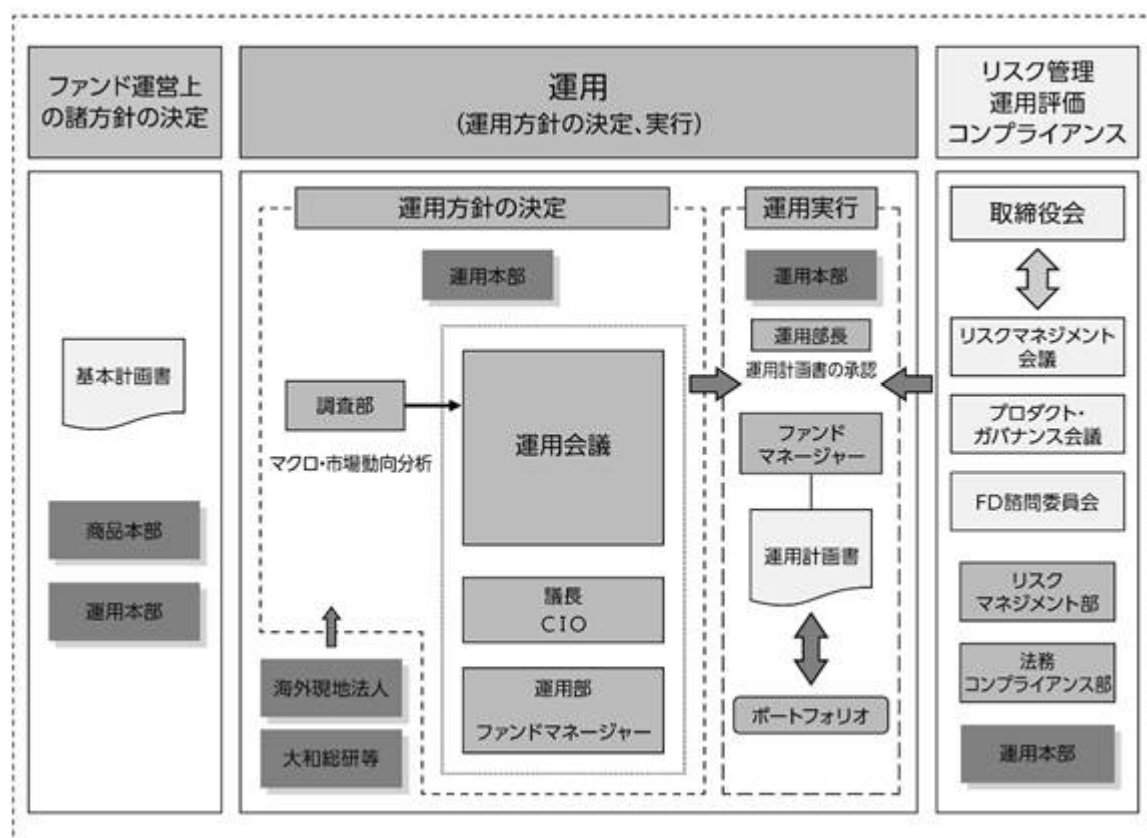 ファンド運営上
の諸方針の決定
運用
(運用方針の決定、実行)
リスク管理
運用評価
コンプライアンス
基本計画書
商品本部
運用本部
運用方針の決定
運用本部
調査部
マクロ・市場動向分析
運用会議
議長
CIO
運用部
ファンドマネージャー
海外現地法人
大和総研等
運用実行
運用本部
運用部長
運用計画書の承認
ファンド
マネージャー
運用計画書
ポートフォリオ
取締役会
リスクマネジメント
会議
プロダクト・
ガバナンス会議
FD諮問委員会
リスク
マネジメント部
法務
コンプライアンス部
運用本部